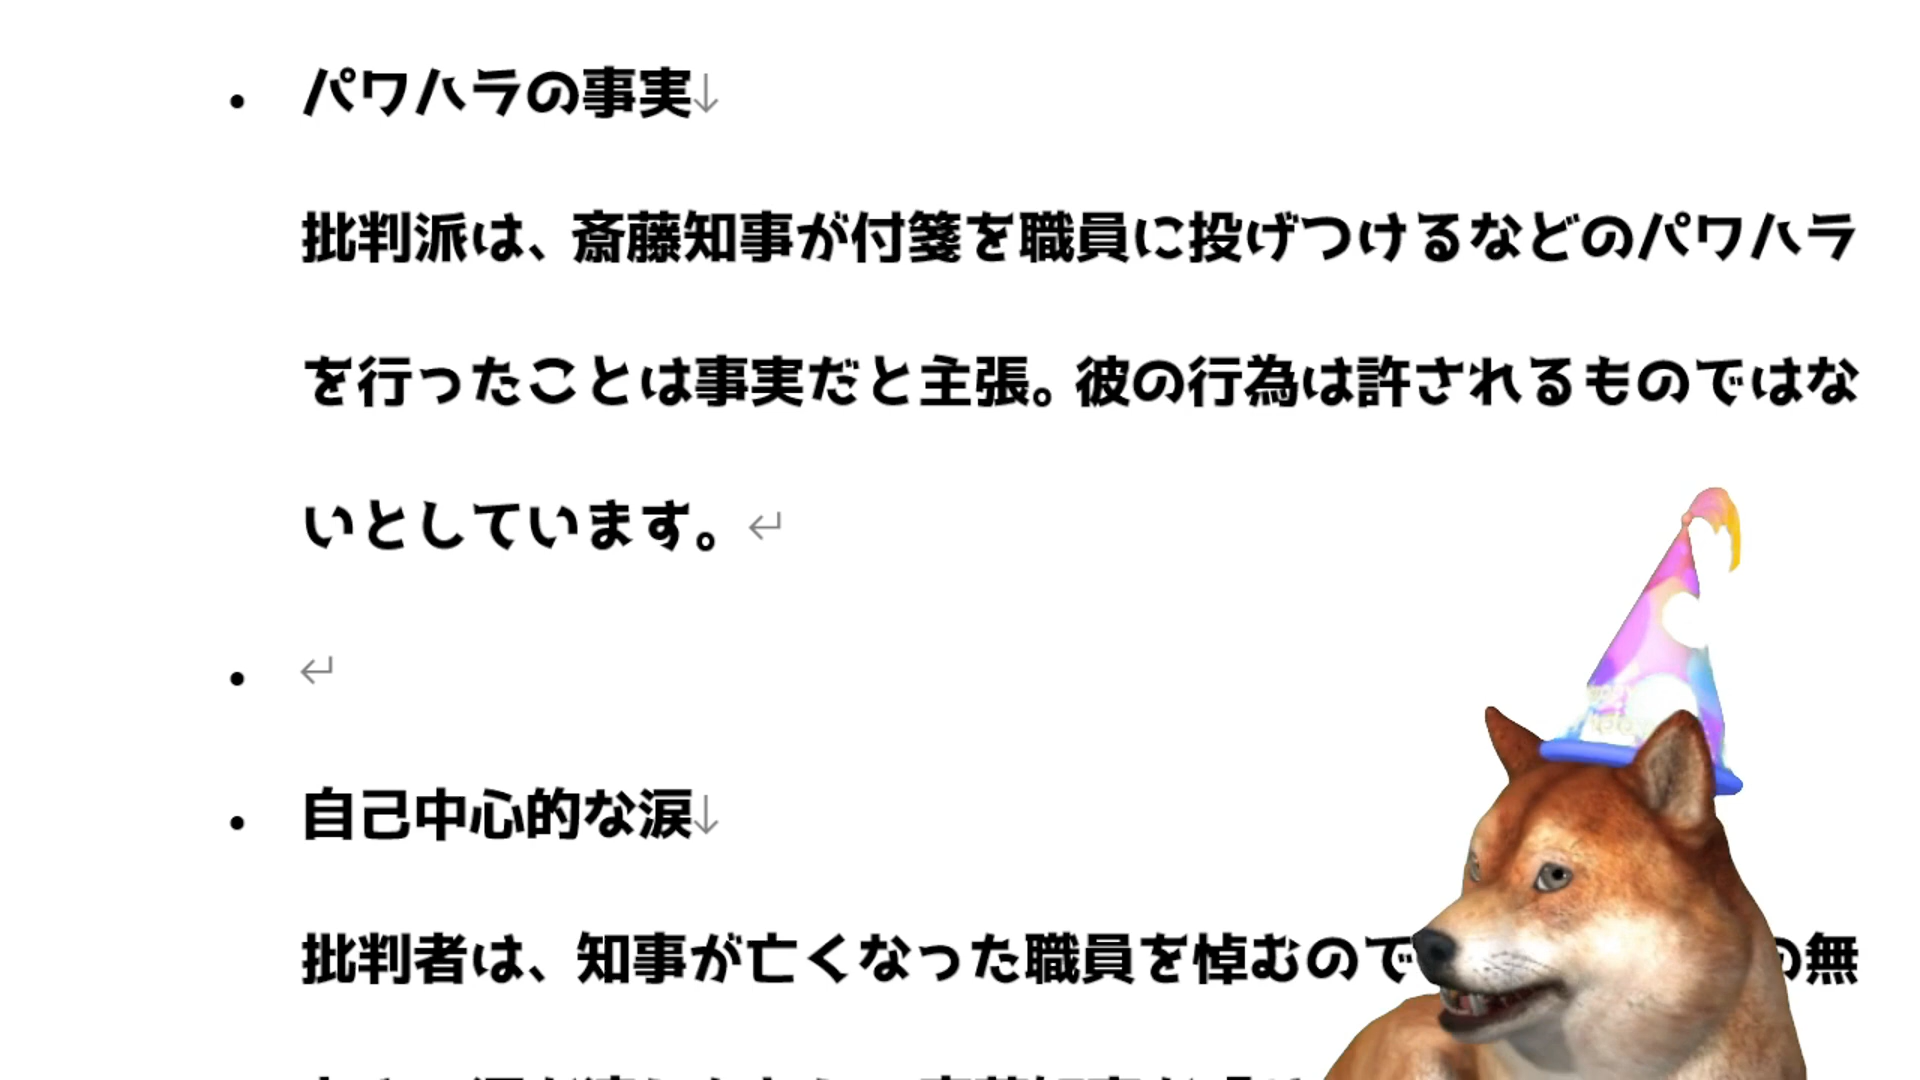 • パワハラの事実↓
批判派は、斎藤知事が付箋を職員に投げつけるなどのパワハラ
を行ったことは事実だと主張。彼の行為は許されるものではな
いとしています。↵
• ↵
• 自己中心的な涙↓
批判者は、知事が亡くなった職員を悼むので の無